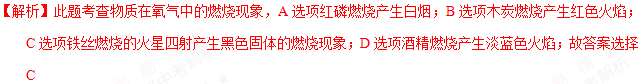 【解析】此题考查物质在氧气中的燃烧现象，A 选项红磷燃烧产生白烟；B 选项木炭燃烧产生红色火焰；
C 选项铁丝燃烧的火星四射产生黑色固体的燃烧现象；D 选项酒精燃烧产生淡蓝色火焰；故答案选择
C